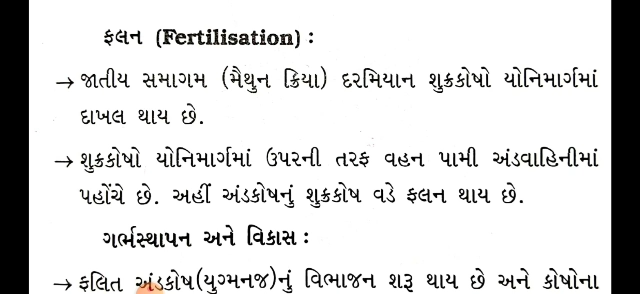 ફલન (Fertilisation) :
→ જાતીય સમાગમ (મૈથુન ક્રિયા) દરમિયાન શુક્રકોષો યોનિમાર્ગમાં
દાખલ થાય છે.
→ શુક્રકોષો યોનિમાર્ગમાં ઉપરની તરફ વહન પામી અંડવાહિનીમાં
પહોંચે છે. અહીં અંડકોષનું શુક્રકોષ વડે ફલન થાય છે.
ગર્ભસ્થાપન અને વિકાસ :
→ ફલિત અંડકોષ(યુગ્મનજ)નું વિભાજન શરૂ થાય છે અને કોષોના